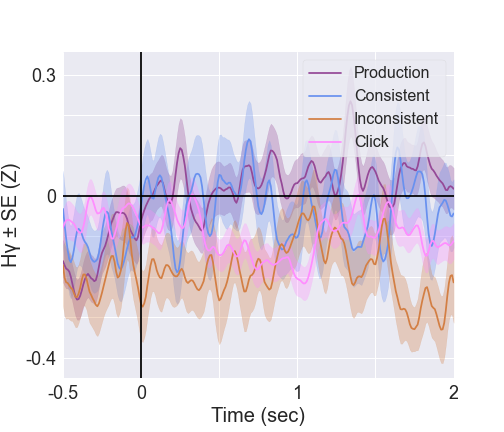 Production
Consistent
Inconsistent
Click
Hγ ± SE (Z)
0.3
0
-0.4
-0.5 0 1 2
Time (sec)